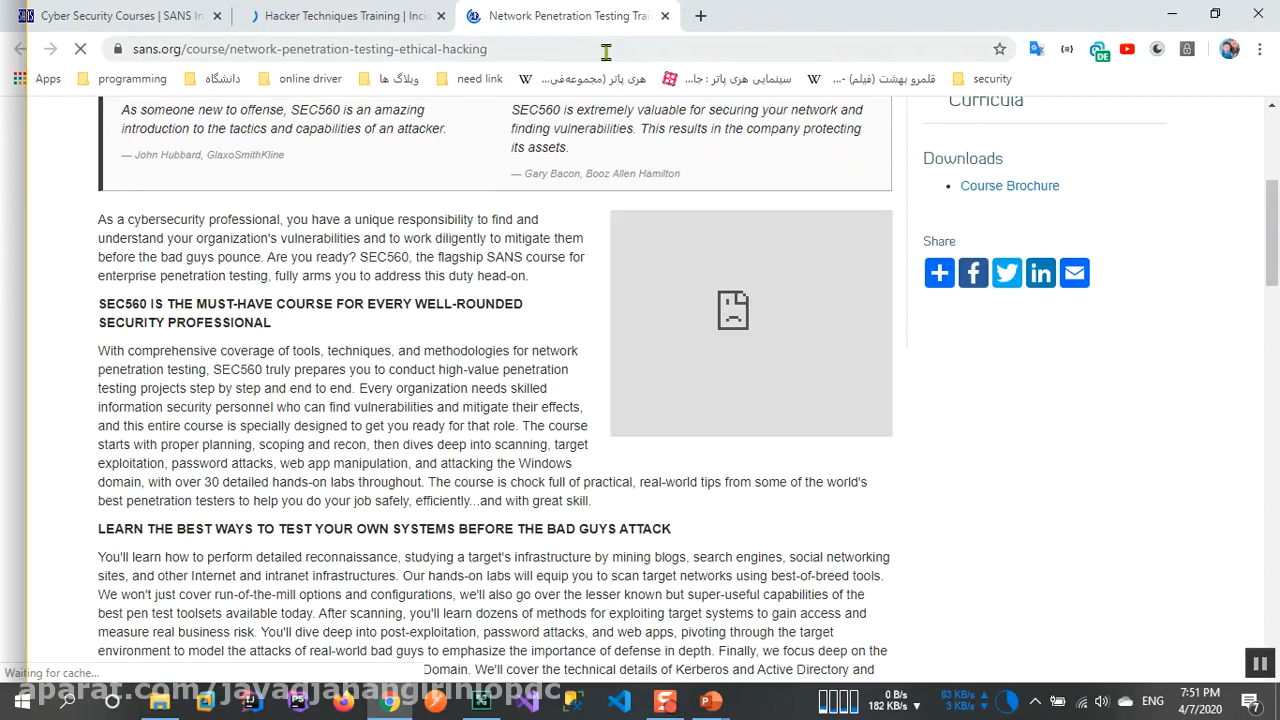 Cyber Security Courses | SANS In
Hacker Techniques Training | Inci
Network Penetration Testing Trai
sans.org/course/network-penetration-testing-ethical-hacking
DE
Apps
programming
دانشگاه
online driver
وبلاگ ها
need link
هری پاتر (مجموعه‌فی...
سینمایی هری پار : جا...
قلمرو بهشت (فیلم) -...
security
As someone new to offense, SEC560 is an amazing
introduction to the tactics and capabilities of an attacker.
— John Hubbard, GlaxoSmithKline
SEC560 is extremely valuable for securing your network and
finding vulnerabilities. This results in the company protecting
its assets.
— Gary Bacon, Booz Allen Hamilton
Curricula
Downloads
Course Brochure
Share
As a cybersecurity professional, you have a unique responsibility to find and
understand your organization's vulnerabilities and to work diligently to mitigate them
before the bad guys pounce. Are you ready? SEC560, the flagship SANS course for
enterprise penetration testing, fully arms you to address this duty head-on.
SEC560 IS THE MUST-HAVE COURSE FOR EVERY WELL-ROUNDED
SECURITY PROFESSIONAL
With comprehensive coverage of tools, techniques, and methodologies for network
penetration testing, SEC560 truly prepares you to conduct high-value penetration
testing projects step by step and end to end. Every organization needs skilled
information security personnel who can find vulnerabilities and mitigate their effects,
and this entire course is specially designed to get you ready for that role. The course
starts with proper planning, scoping and recon, then dives deep into scanning, target
exploitation, password attacks, web app manipulation, and attacking the Windows
domain, with over 30 detailed hands-on labs throughout. The course is chock full of practical, real-world tips from some of the world's
best penetration testers to help you do your job safely, efficiently...and with great skill.
LEARN THE BEST WAYS TO TEST YOUR OWN SYSTEMS BEFORE THE BAD GUYS ATTACK
You'll learn how to perform detailed reconnaissance, studying a target's infrastructure by mining blogs, search engines, social networking
sites, and other Internet and intranet infrastructures. Our hands-on labs will equip you to scan target networks using best-of-breed tools.
We won't just cover run-of-the-mill options and configurations, we'll also go over the lesser known but super-useful capabilities of the
best pen test toolsets available today. After scanning, you'll learn dozens of methods for exploiting target systems to gain access and
measure real business risk. You'll dive deep into post-exploitation, password attacks, and web apps, pivoting through the target
environment to model the attacks of real-world bad guys to emphasize the importance of defense in depth. Finally, we focus deep on the
Domain. We'll cover the technical details of Kerberos and Active Directory and
Waiting for cache...
0 B/s
182 KB/s
63 KB/s
3 KB/s
ENG
7:51 PM
4/7/2020
7